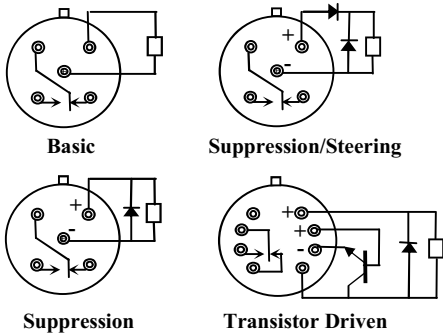 +
-
Basic
Suppression/Steering
+
-
+
+
-
Suppression
Transistor Driven